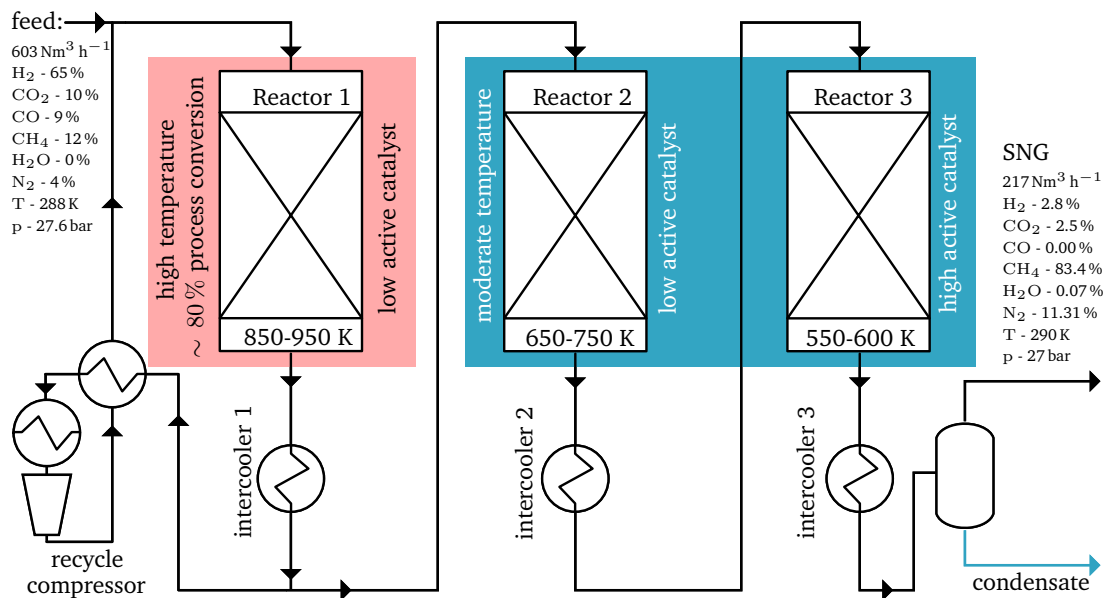 feed:
603 Nm³ h⁻¹
H₂ - 65 %
CO₂ - 10 %
CO - 9 %
CH₄ - 12 %
H₂O - 0 %
N₂ - 4 %
T - 288 K
p - 27.6 bar
high temperature
~ 80 % process conversion
Reactor 1
850-950 K
low active catalyst
moderate temperature
Reactor 2
650-750 K
low active catalyst
Reactor 3
550-600 K
high active catalyst
SNG
217 Nm³ h⁻¹
H₂ - 2.8 %
CO₂ - 2.5 %
CO - 0.00 %
CH₄ - 83.4 %
H₂O - 0.07 %
N₂ - 11.31 %
T - 290 K
p - 27 bar
intercooler 1
intercooler 2
intercooler 3
recycle
compressor
condensate